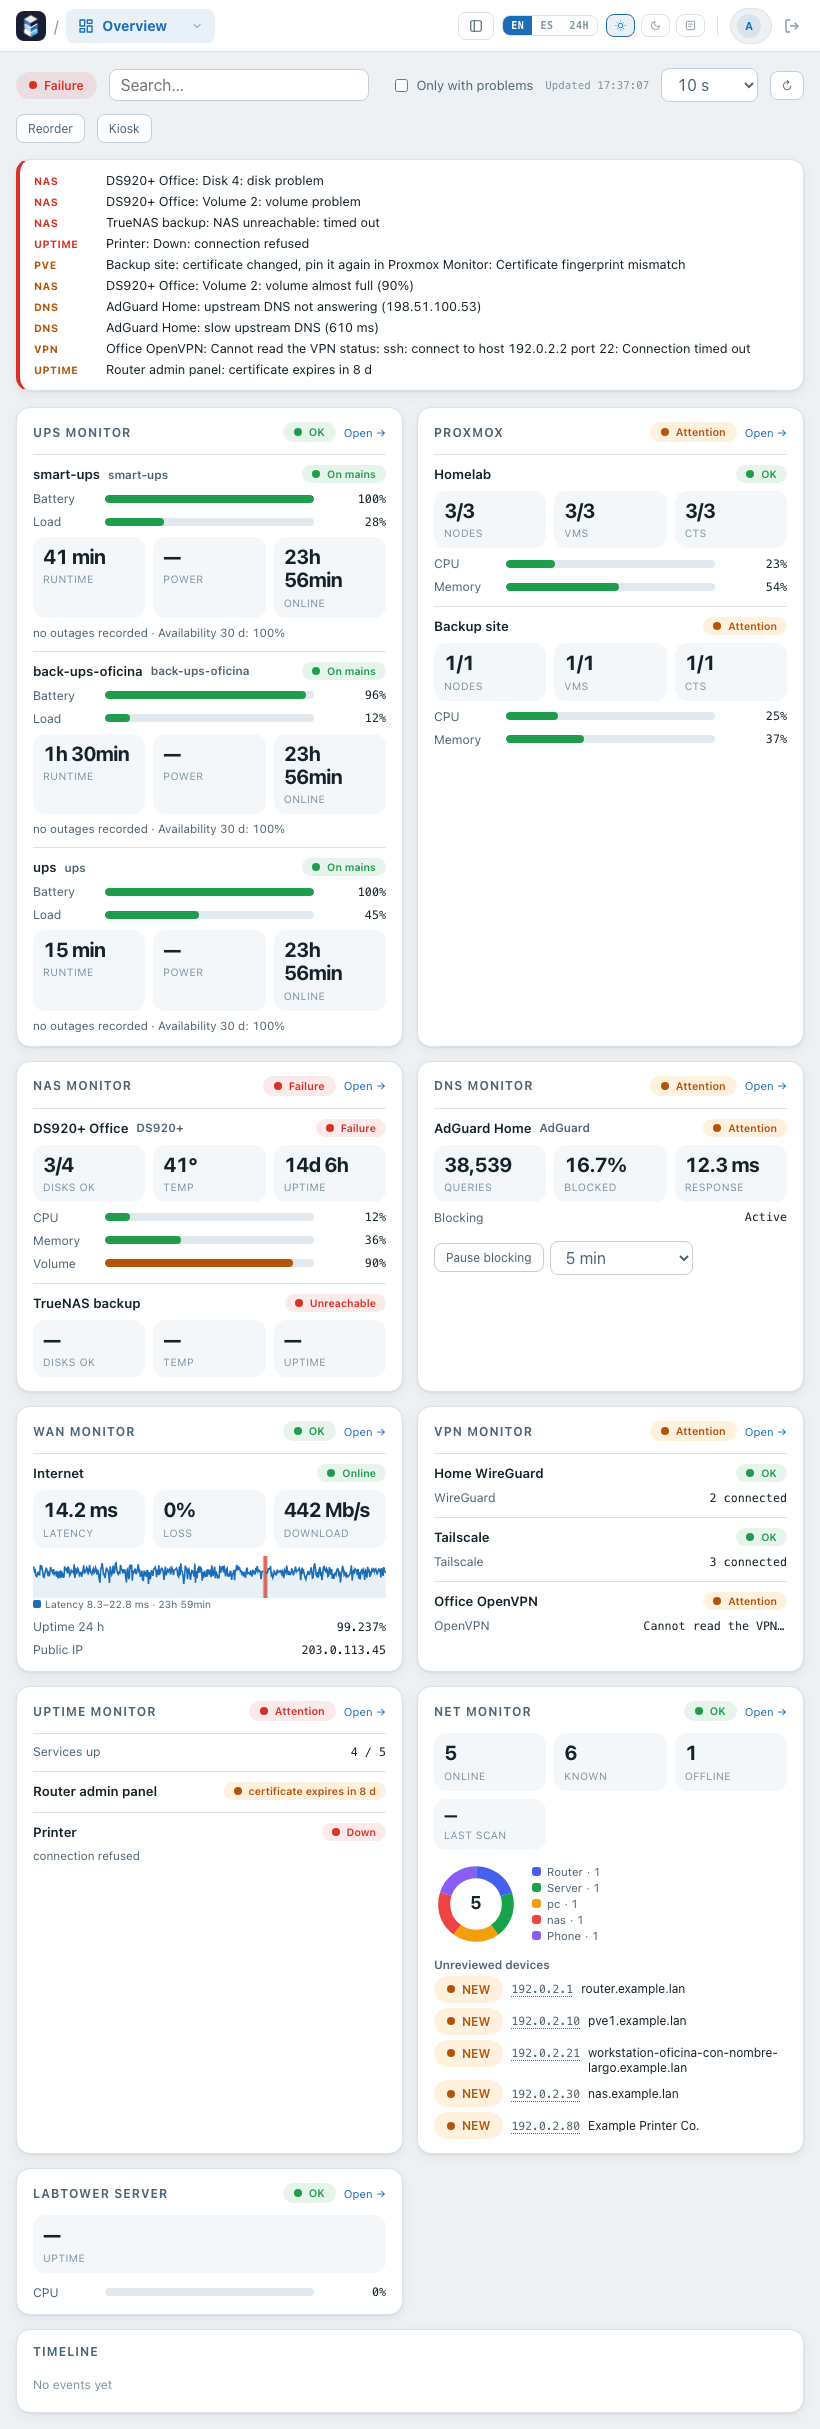 / Overview EN ES 24H A
Failure Search... Only with problems Updated 17:37:07 10 s
Reorder Kiosk
NAS DS920+ Office: Disk 4: disk problem
NAS DS920+ Office: Volume 2: volume problem
NAS TrueNAS backup: NAS unreachable: timed out
UPTIME Printer: Down: connection refused
PVE Backup site: certificate changed, pin it again in Proxmox Monitor: Certificate fingerprint mismatch
NAS DS920+ Office: Volume 2: volume almost full (90%)
DNS AdGuard Home: upstream DNS not answering (198.51.100.53)
DNS AdGuard Home: slow upstream DNS (610 ms)
VPN Office OpenVPN: Cannot read the VPN status: ssh: connect to host 192.0.2.2 port 22: Connection timed out
UPTIME Router admin panel: certificate expires in 8 d
UPS MONITOR OK Open →
smart-ups smart-ups On mains
Battery 100%
Load 28%
41 min — 23h
56min
RUNTIME POWER ONLINE
no outages recorded · Availability 30 d: 100%
back-ups-oficina back-ups-oficina On mains
Battery 96%
Load 12%
1h 30min — 23h
56min
RUNTIME POWER ONLINE
no outages recorded · Availability 30 d: 100%
ups ups On mains
Battery 100%
Load 45%
15 min — 23h
56min
RUNTIME POWER ONLINE
no outages recorded · Availability 30 d: 100%
PROXMOX Attention Open →
Homelab OK
3/3 3/3 3/3
NODES VMS CTS
CPU 23%
Memory 54%
Backup site Attention
1/1 1/1 1/1
NODES VMS CTS
CPU 25%
Memory 37%
NAS MONITOR Failure Open →
DS920+ Office DS920+ Failure
3/4 41° 14d 6h
DISKS OK TEMP UPTIME
CPU 12%
Memory 36%
Volume 90%
TrueNAS backup Unreachable
— — —
DISKS OK TEMP UPTIME
DNS MONITOR Attention Open →
AdGuard Home AdGuard Attention
38,539 16.7% 12.3 ms
QUERIES BLOCKED RESPONSE
Blocking Active
Pause blocking 5 min
WAN MONITOR OK Open →
Internet Online
14.2 ms 0% 442 Mb/s
LATENCY LOSS DOWNLOAD
Latency 8.3–22.8 ms · 23h 59min
Uptime 24 h 99.237%
Public IP 203.0.113.45
VPN MONITOR Attention Open →
Home WireGuard OK
WireGuard 2 connected
Tailscale OK
Tailscale 3 connected
Office OpenVPN Attention
OpenVPN Cannot read the VPN…
UPTIME MONITOR Attention Open →
Services up 4 / 5
Router admin panel certificate expires in 8 d
Printer Down
connection refused
NET MONITOR OK Open →
5 6 1
ONLINE KNOWN OFFLINE
—
LAST SCAN
5
Router · 1
Server · 1
pc · 1
nas · 1
Phone · 1
Unreviewed devices
NEW 192.0.2.1 router.example.lan
NEW 192.0.2.10 pve1.example.lan
NEW 192.0.2.21 workstation-oficina-con-nombre-
largo.example.lan
NEW 192.0.2.30 nas.example.lan
NEW 192.0.2.80 Example Printer Co.
LABTOWER SERVER OK Open →
—
UPTIME
CPU 0%
TIMELINE
No events yet